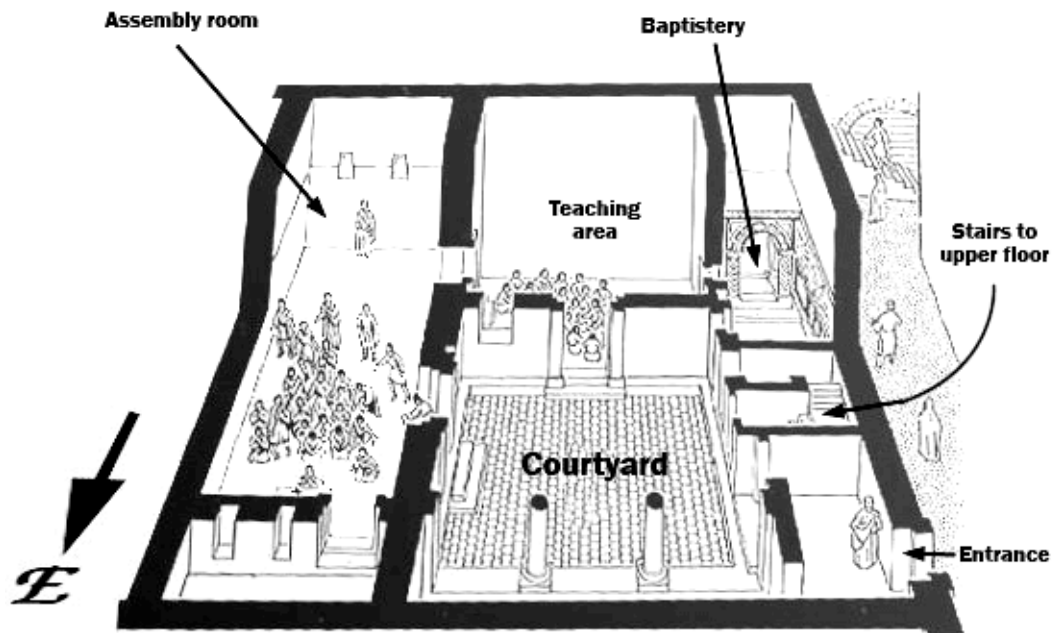 Assembly room
Baptistery
Teaching
area
Stairs to
upper floor
Courtyard
Entrance
E